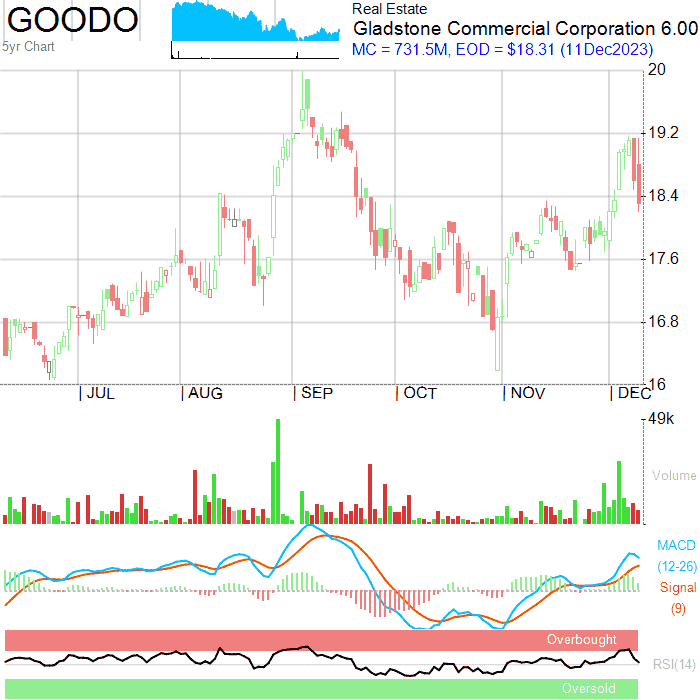 GOODO
5yr Chart
Real Estate
Gladstone Commercial Corporation 6.00
MC = 731.5M, EOD = $18.31 (11Dec2023)
20
19.2
18.4
17.6
16.8
16
JUL AUG SEP OCT NOV DEC
49k
Volume
MACD
(12-26)
Signal
(9)
Overbought
RSI(14)
Oversold